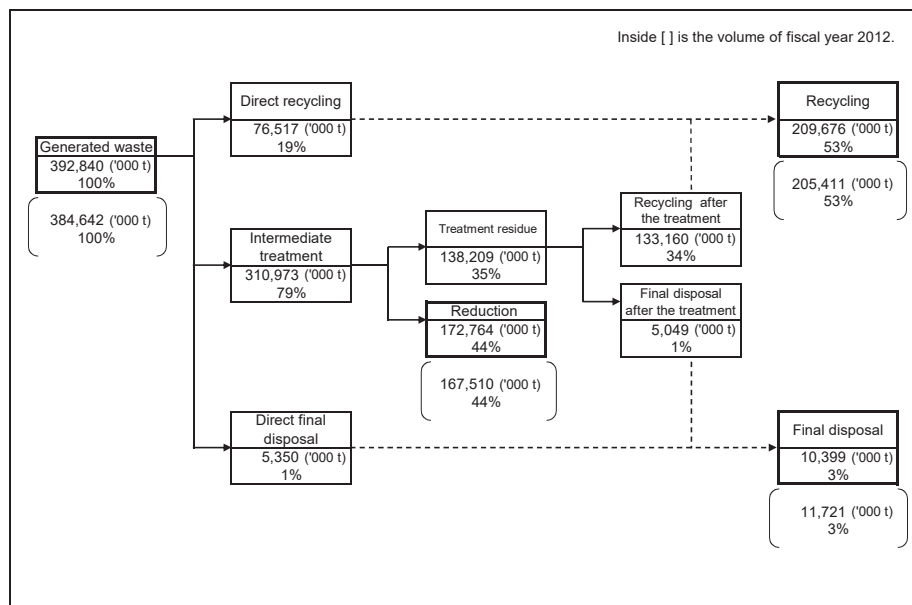 Inside [ ] is the volume of fiscal year 2012.
Generated waste
392,840 ('000 t)
100%
384,642 ('000 t)
100%
Direct recycling
76,517 ('000 t)
19%
Intermediate
treatment
310,973 ('000 t)
79%
Direct final
disposal
5,350 ('000 t)
1%
Treatment residue
138,209 ('000 t)
35%
Reduction
172,764 ('000 t)
44%
167,510 ('000 t)
44%
Recycling after
the treatment
133,160 ('000 t)
34%
Final disposal
after the treatment
5,049 ('000 t)
1%
Recycling
209,676 ('000 t)
53%
205,411 ('000 t)
53%
Final disposal
10,399 ('000 t)
3%
11,721 ('000 t)
3%